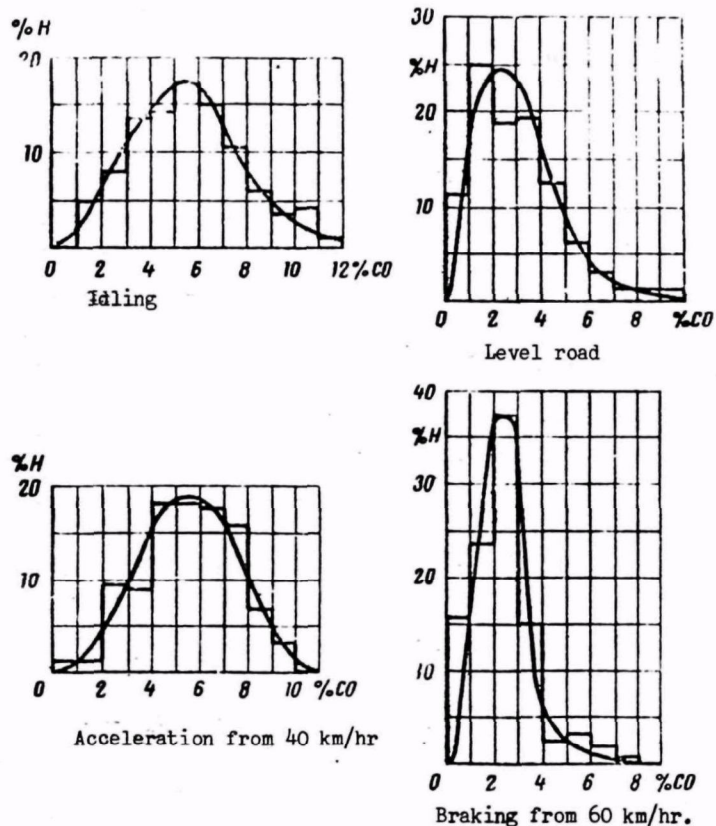 %H
20
10
0 2 4 6 8 10 12%CO
Idling
30
%H
20
10
0 2 4 6 8 %CO
Level road
%H
20
10
0 2 4 6 8 10 %CO
Acceleration from 40 km/hr
40
%H
30
20
10
0 2 4 6 8 %CO
Braking from 60 km/hr.